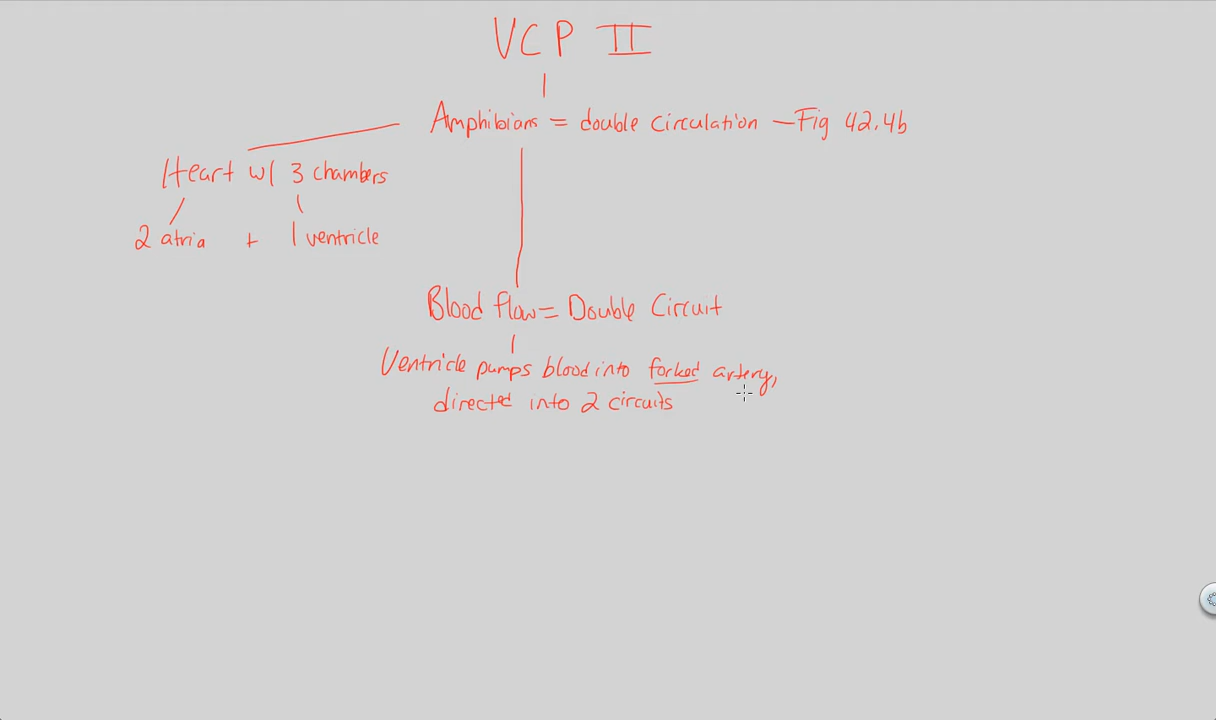 VCP II
Amphibians = double circulation - Fig 42.4b
Heart w/ 3 chambers
2 atria + 1 ventricle
Blood flow = Double Circuit
Ventricle pumps blood into forked artery,
directed into 2 circuits